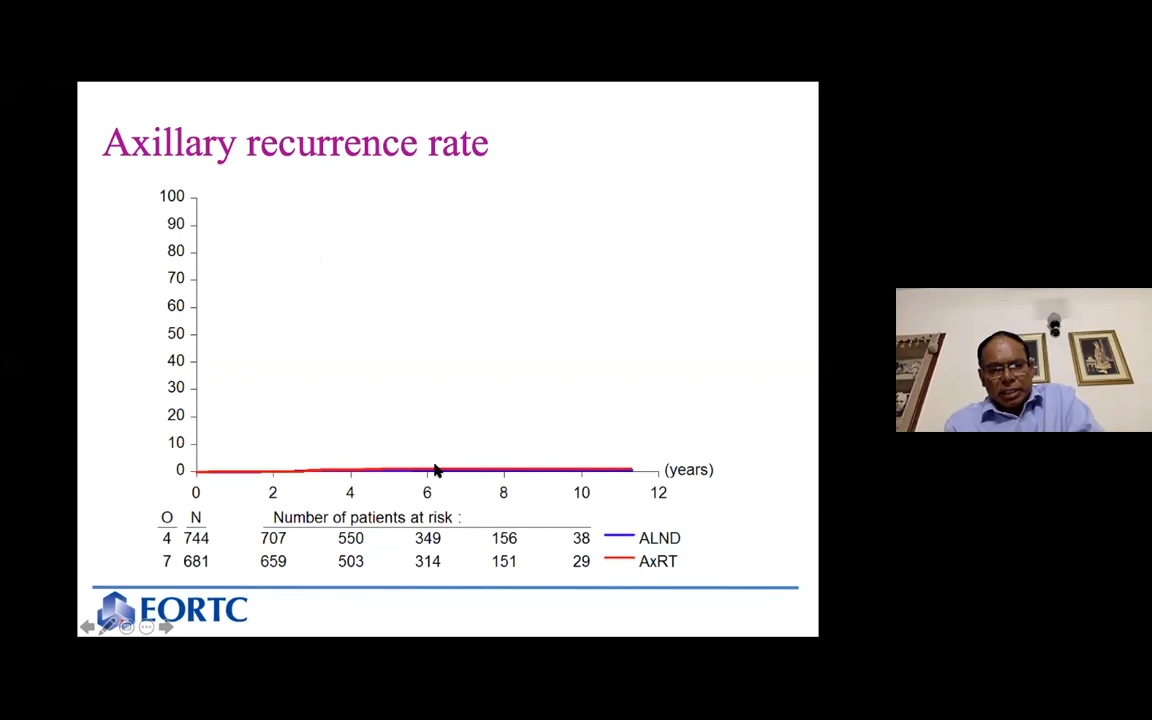 Axillary recurrence rate
100
90
80
70
60
50
40
30
20
10
0
(years)
0 2 4 6 8 10 12
O N Number of patients at risk :
4 744 707 550 349 156 38 ALND
7 681 659 503 314 151 29 AxRT
EORTC